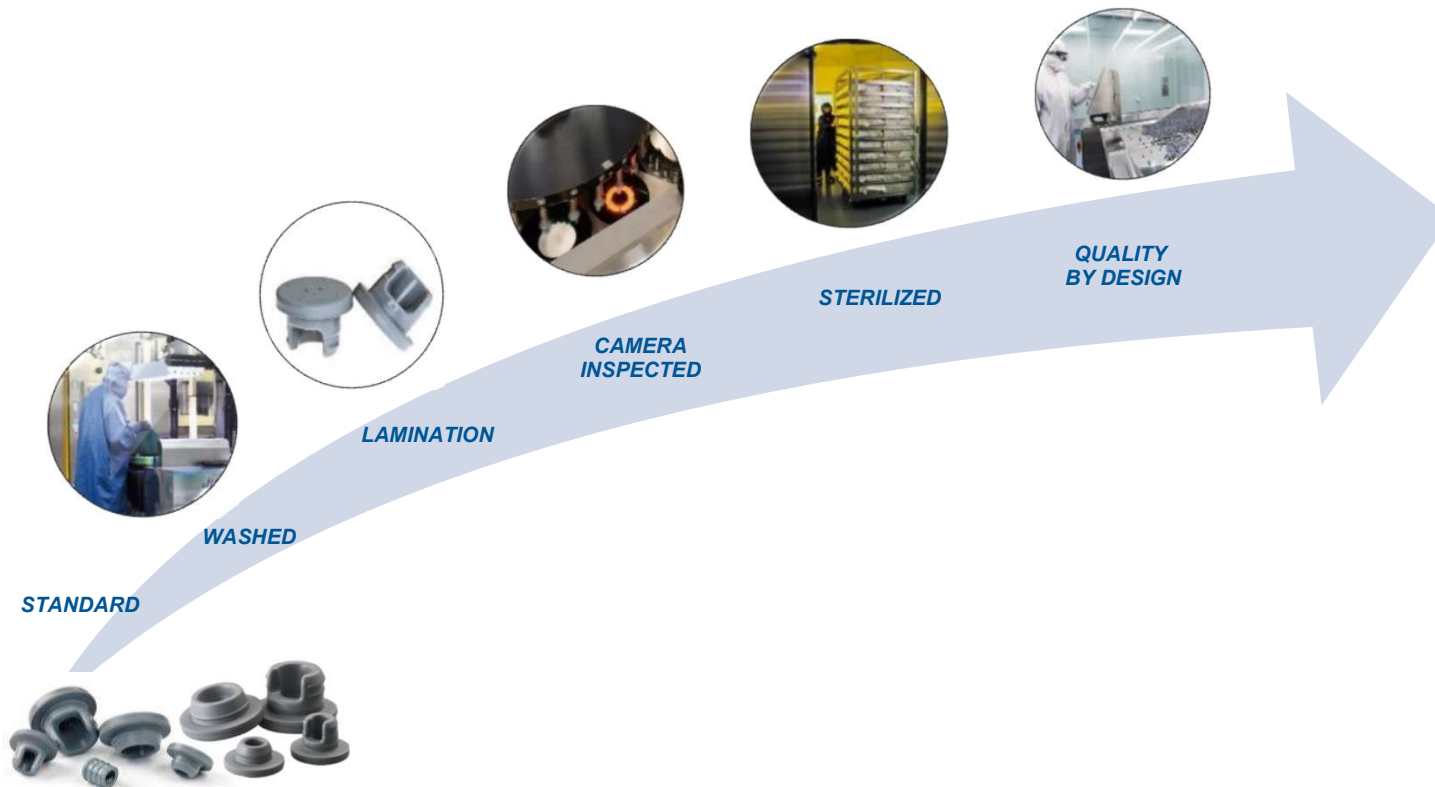 STANDARD
WASHED
LAMINATION
CAMERA
INSPECTED
STERILIZED
QUALITY
BY DESIGN